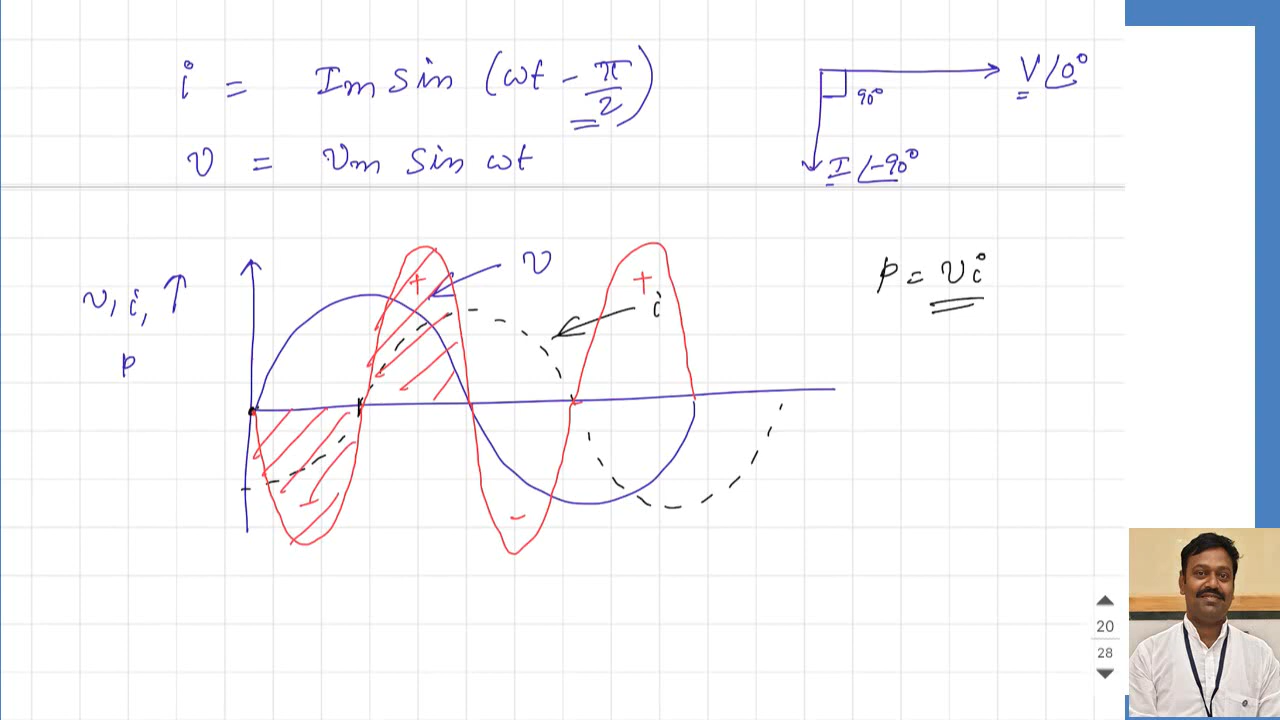 i = Im sin (ωt - π/2)
V∠0°
90°
I∠-90°
v = Vm sin ωt
v, i, ↑
p
v
p = vi
+
+
i
-
-
20
28